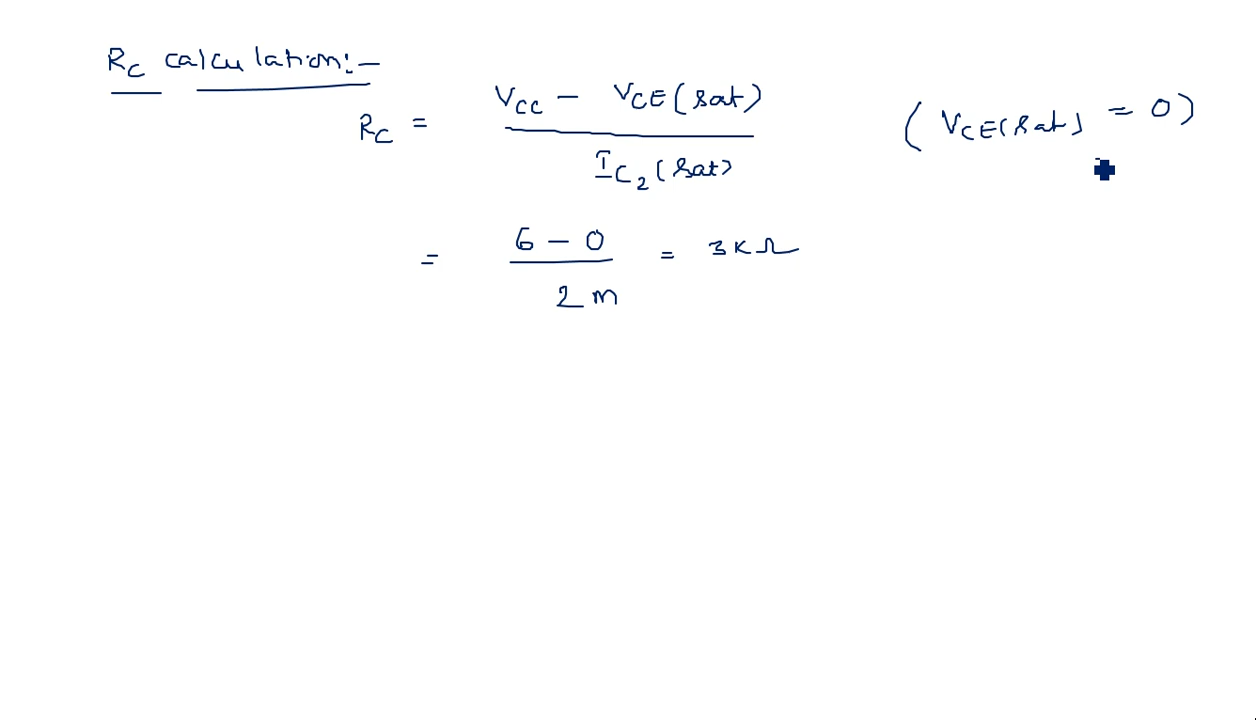 Rc calculation:-
Rc = Vcc - VCE(sat) / Ic2(sat) (VCE(sat) = 0)
= 6 - 0 / 2m = 3KΩ